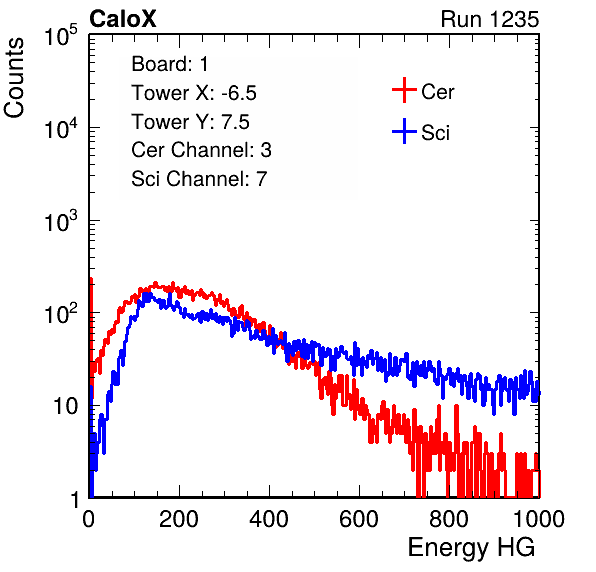 CaloX Run 1235
Counts
10^5
10^4
10^3
10^2
10
1
Board: 1
Tower X: -6.5
Tower Y: 7.5
Cer Channel: 3
Sci Channel: 7
Cer
Sci
0 200 400 600 800 1000
Energy HG